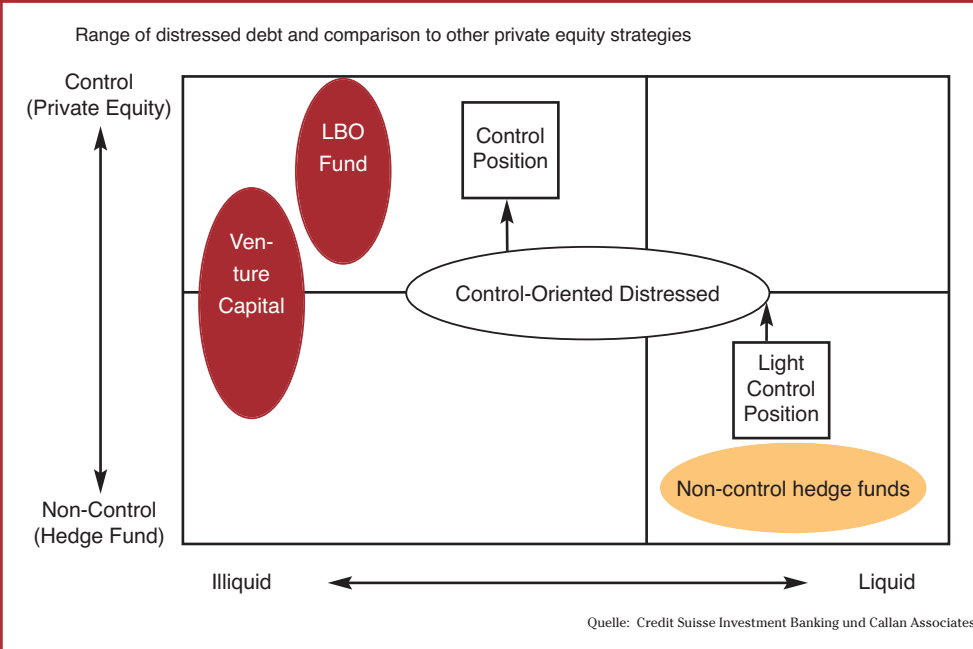 Range of distressed debt and comparison to other private equity strategies
Control
(Private Equity)
LBO
Fund
Control
Position
Ven-
ture
Capital
Control-Oriented Distressed
Light
Control
Position
Non-control hedge funds
Non-Control
(Hedge Fund)
Illiquid
Liquid
Quelle: Credit Suisse Investment Banking und Callan Associates